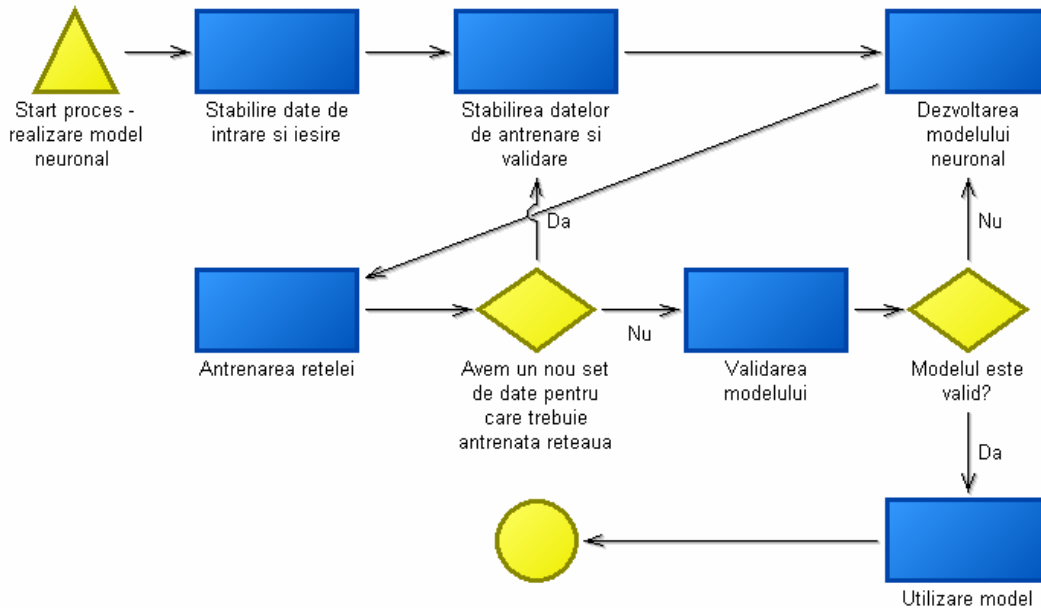 Start proces -
realizare model
neuronal
Stabilire date de
intrare si iesire
Stabilirea datelor
de antrenare si
validare
Dezvoltarea
modelului
neuronal
Da
Nu
Antrenarea retelei
Avem un nou set
de date pentru
care trebuie
antrenata reteaua
Nu
Validarea
modelului
Modelul este
valid?
Da
Utilizare model